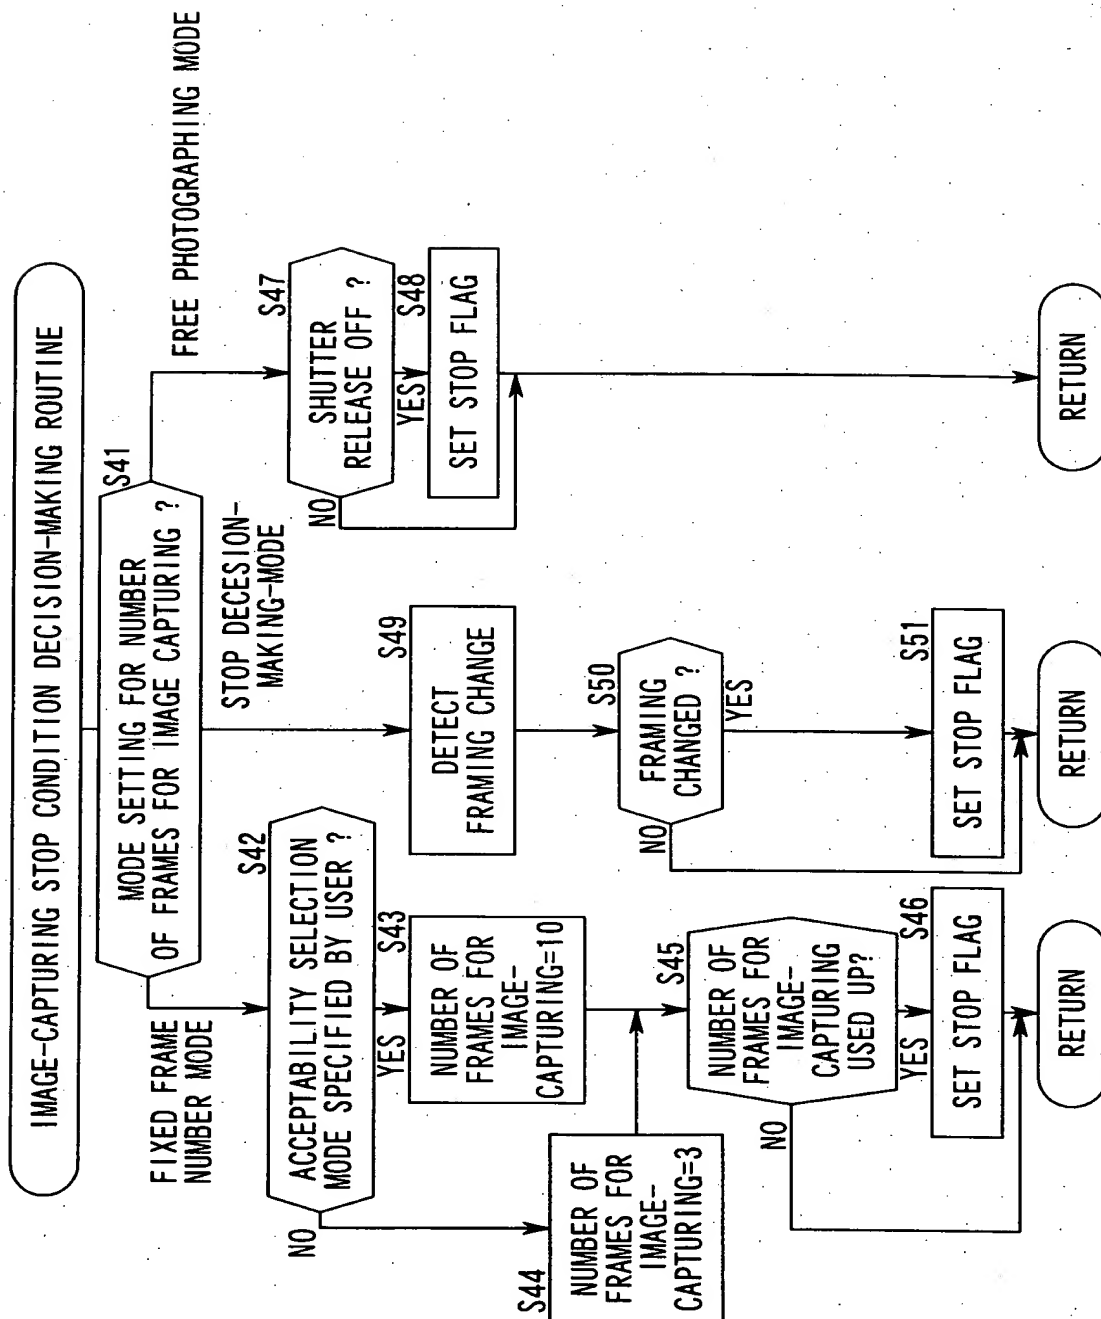 IMAGE-CAPTURING STOP CONDITION DECISION-MAKING ROUTINE
S41
MODE SETTING FOR NUMBER
OF FRAMES FOR IMAGE CAPTURING ?
FIXED FRAME
NUMBER MODE
STOP DECESION-
MAKING-MODE
FREE PHOTOGRAPHING MODE
S42
ACCEPTABILITY SELECTION
MODE SPECIFIED BY USER ?
NO
YES
S43
NUMBER OF
FRAMES FOR
IMAGE-
CAPTURING=10
S44
NUMBER OF
FRAMES FOR
IMAGE-
CAPTURING=3
S45
NUMBER OF
FRAMES FOR
IMAGE-
CAPTURING
USED UP?
NO
YES
S46
SET STOP FLAG
RETURN
S49
DETECT
FRAMING CHANGE
S50
FRAMING
CHANGED ?
NO
YES
S51
SET STOP FLAG
RETURN
S47
SHUTTER
RELEASE OFF ?
NO
YES
S48
SET STOP FLAG
RETURN